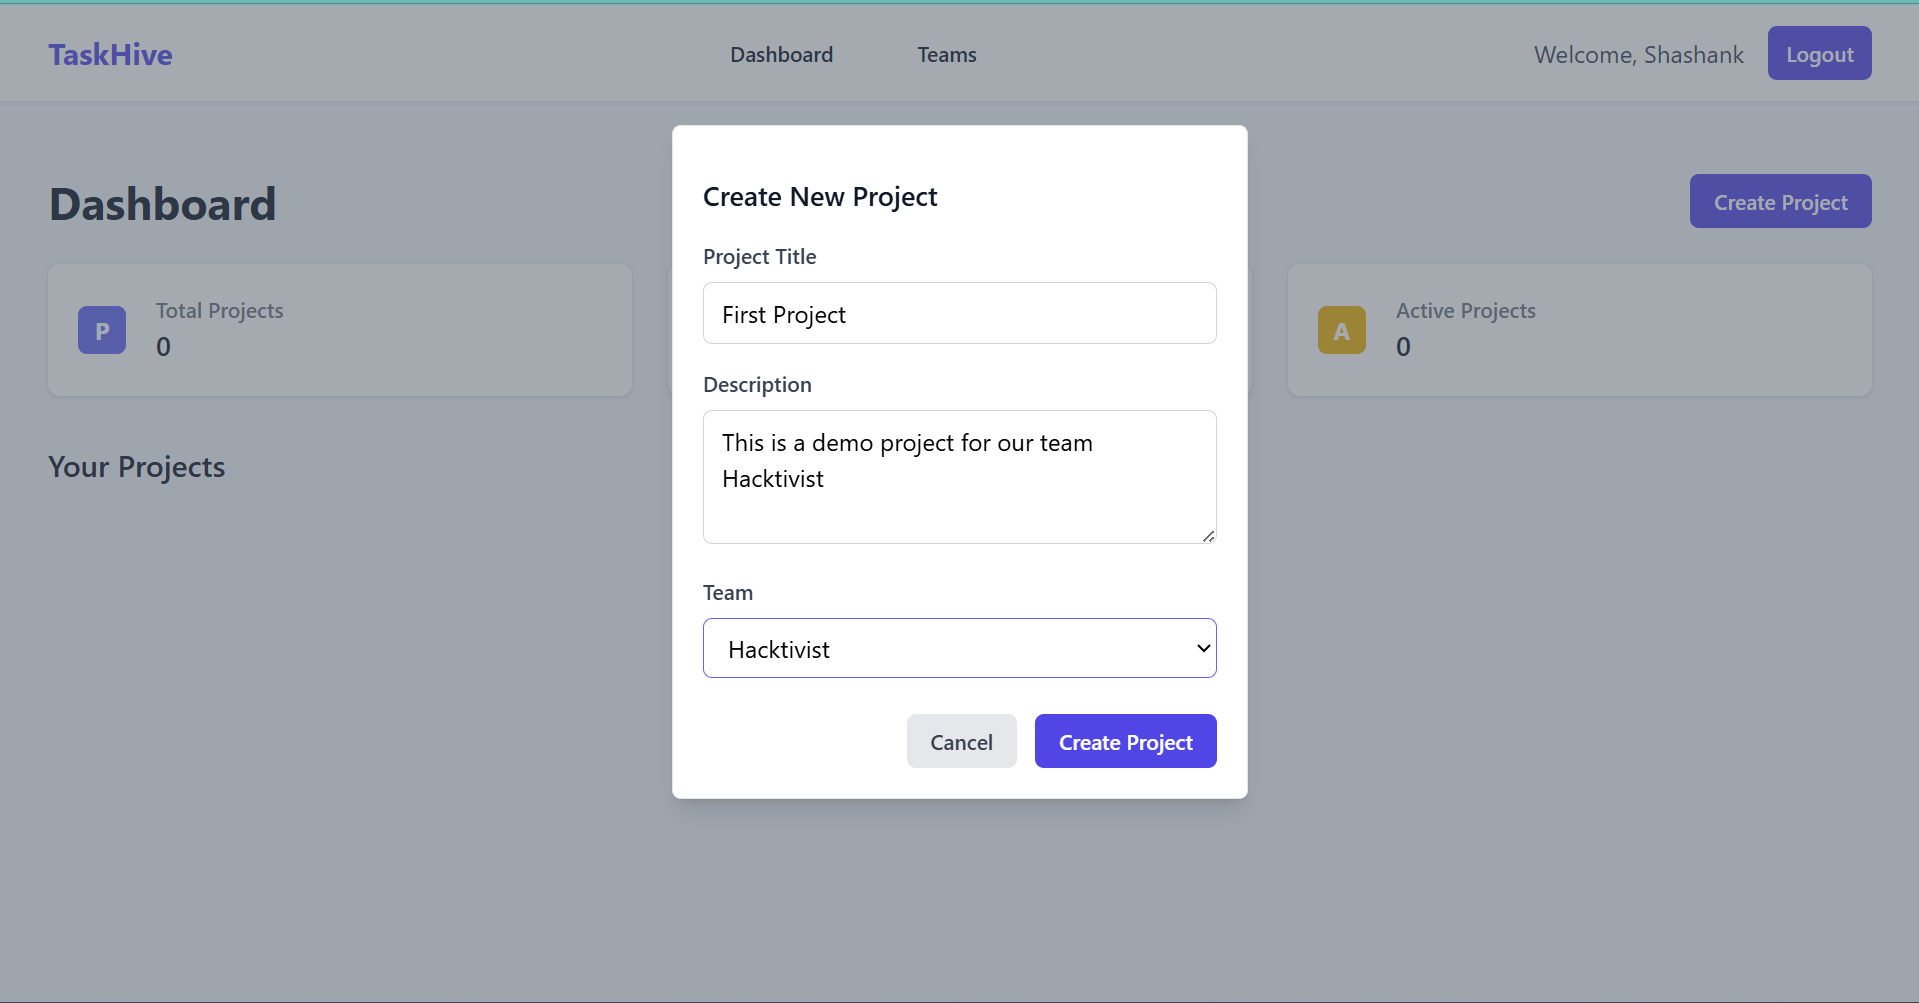 TaskHive
Dashboard
Teams
Welcome, Shashank
Logout
Dashboard
Create Project
P
Total Projects
0
A
Active Projects
0
Your Projects
Create New Project
Project Title
First Project
Description
This is a demo project for our team
Hacktivist
Team
Hacktivist
Cancel
Create Project